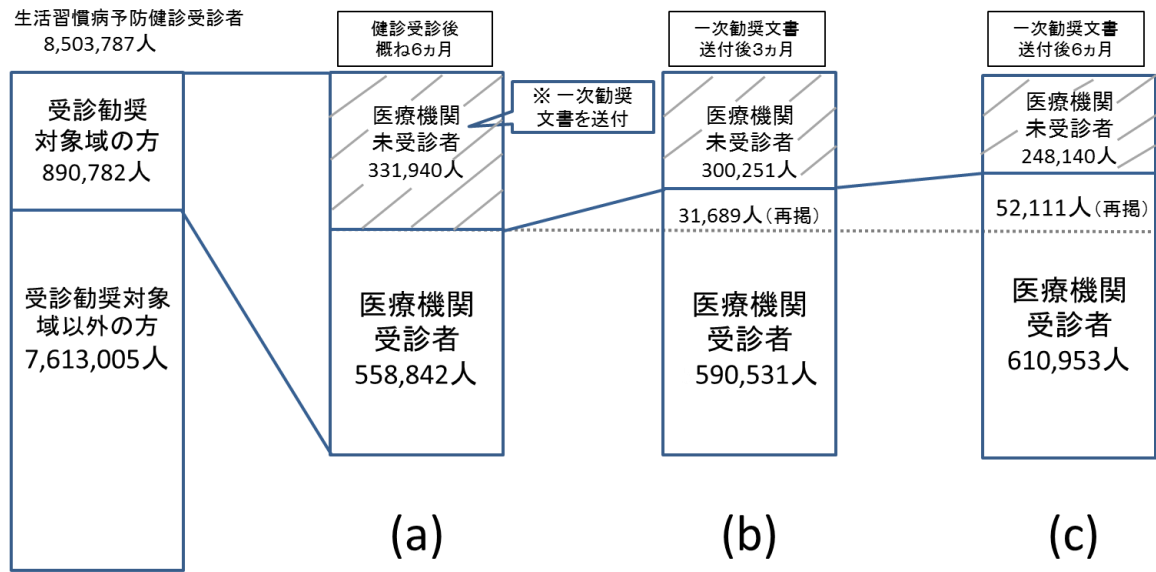 生活習慣病予防健診受診者
8,503,787人
受診勧奨
対象域の方
890,782人
受診勧奨対象
域以外の方
7,613,005人
健診受診後
概ね6ヵ月
医療機関
未受診者
331,940人
※ 一次勧奨
文書を送付
医療機関
受診者
558,842人
(a)
一次勧奨文書
送付後3ヵ月
医療機関
未受診者
300,251人
31,689人(再掲)
医療機関
受診者
590,531人
(b)
一次勧奨文書
送付後6ヵ月
医療機関
未受診者
248,140人
52,111人(再掲)
医療機関
受診者
610,953人
(c)